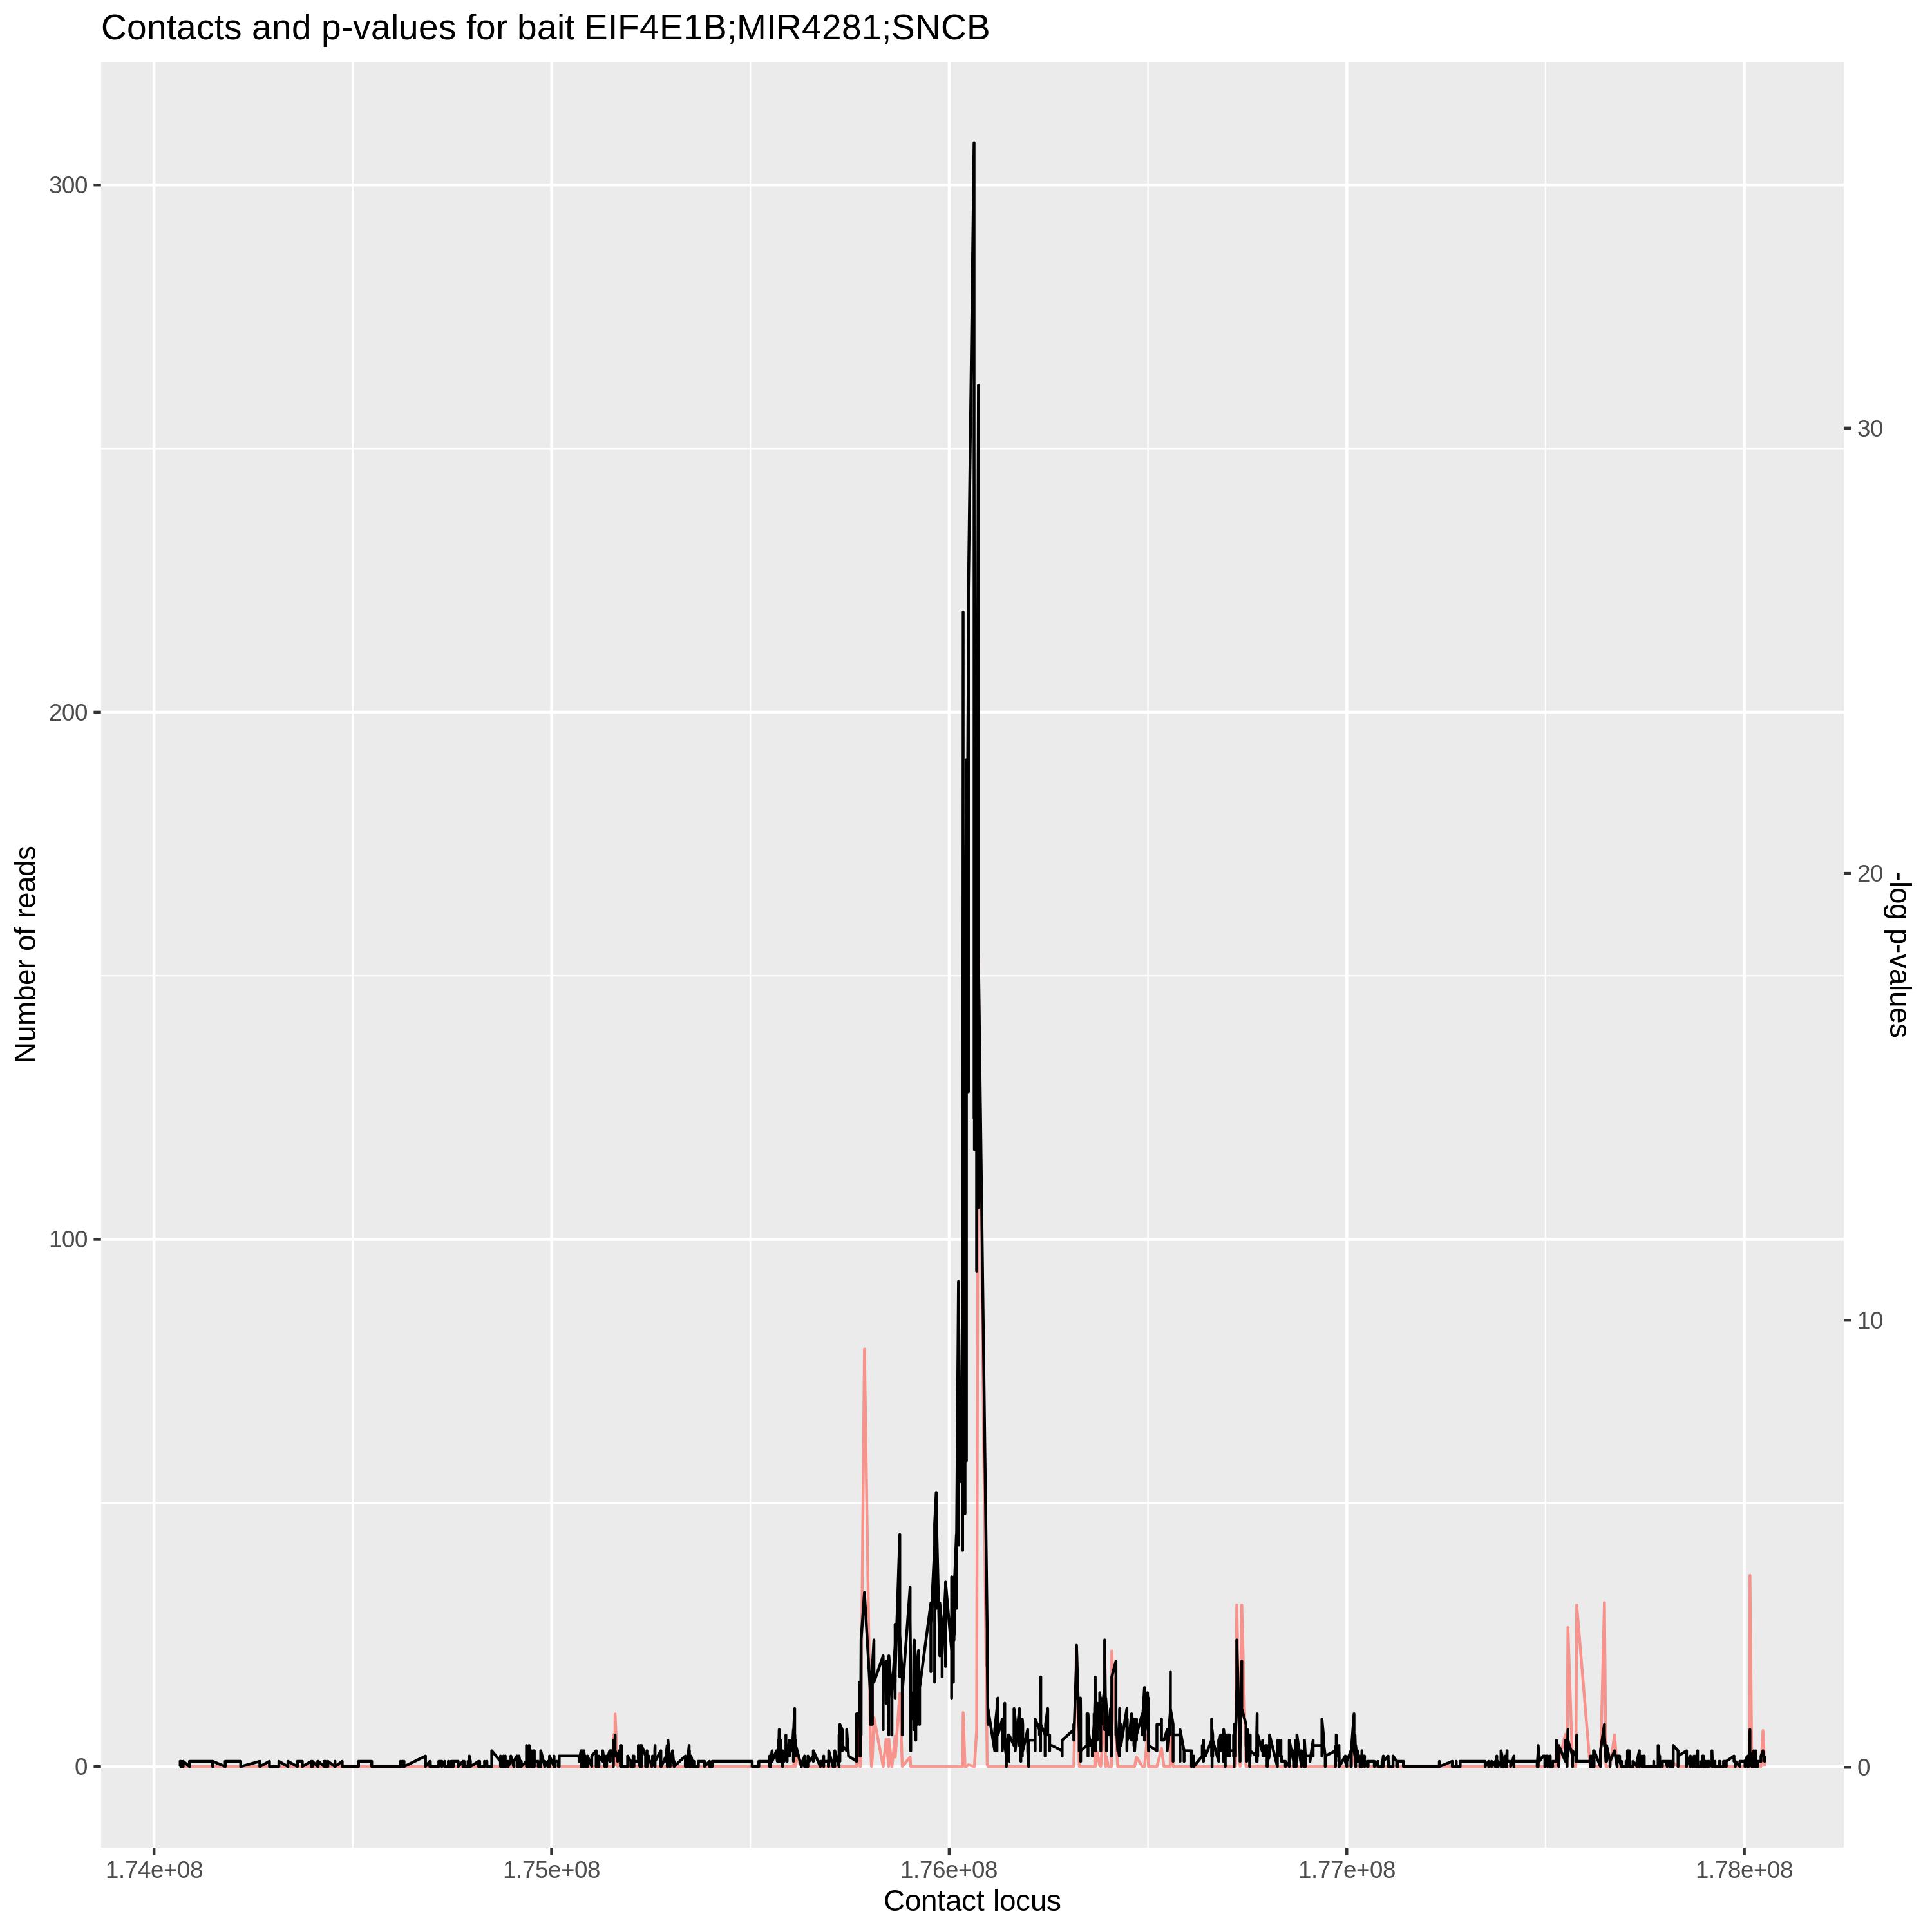 Contacts and p-values for bait EIF4E1B;MIR4281;SNCB
300
200
100
0
Number of reads
30
20
10
0
-log p-values
1.74e+08
1.75e+08
1.76e+08
1.77e+08
1.78e+08
Contact locus